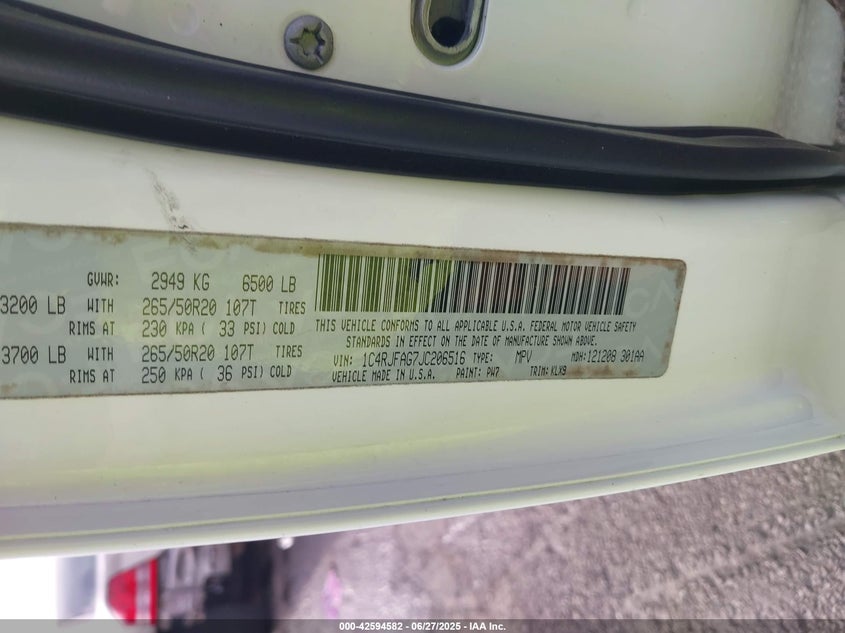 GVWR: 2949 KG 6500 LB
3200 LB WITH 265/50R20 107T TIRES
RIMS AT 230 KPA ( 33 PSI) COLD
3700 LB WITH 265/50R20 107T TIRES
RIMS AT 250 KPA ( 36 PSI) COLD
THIS VEHICLE CONFORMS TO ALL APPLICABLE U.S.A. FEDERAL MOTOR VEHICLE SAFETY
STANDARDS IN EFFECT ON THE DATE OF MANUFACTURE SHOWN ABOVE.
VIN: 1C4RJFAG7JC206516 TYPE: MPV MDH:121208 301AA
VEHICLE MADE IN U.S.A. PAINT: PW7 TRIM: KLX9
000-42594582 - 06/27/2025 - IAA Inc.